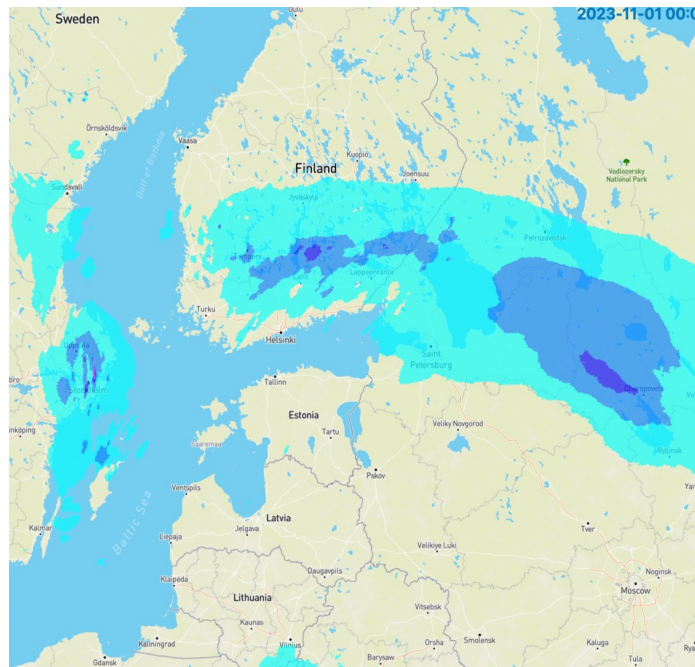 Oulu
Sweden
2023-11-01 00:0
Örnsköldsvik
Vaasa
Gulf of Bothnia
Kuopio
Finland
Joensuu
Vodlozersky
National Park
Sundsvall
Jyväskylä
Petrozavodsk
Tampere
Lahti
Lappeenranta
Turku
Helsinki
Uppsala
Saint
Petersburg
Stockholm
Tallinn
Cherepovets
Estonia
Veliky Novgorod
Tartu
Saaremaa
Rybinsk
Pskov
Ventspils
Baltic Sea
Latvia
Kalmar
Liepaja
Jelgava
Tver
Velikiye Luki
Daugavpils
Klaipėda
Lithuania
Noginsk
Moscow
Vitsebsk
Kaunas
Kaliningrad
Vilnius
Orsha
Smolensk
Kaluga
Gdansk
Barysaw
Tula